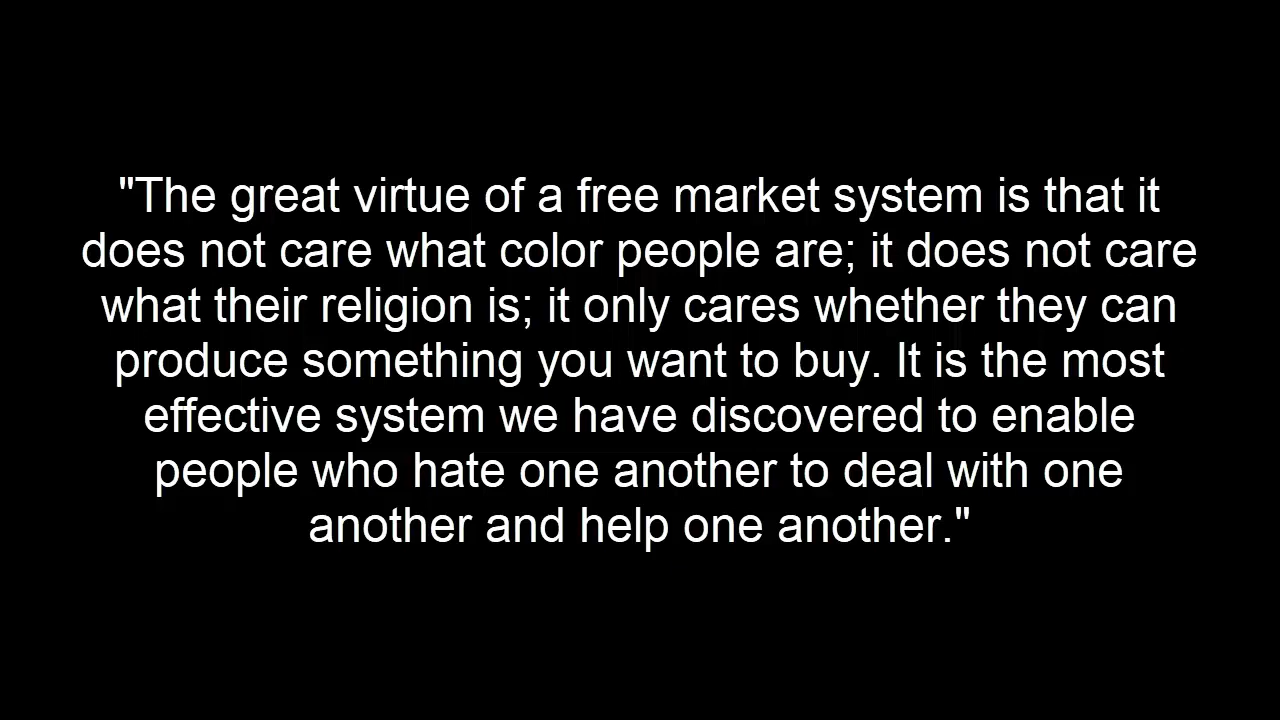 "The great virtue of a free market system is that it
does not care what color people are; it does not care
what their religion is; it only cares whether they can
produce something you want to buy. It is the most
effective system we have discovered to enable
people who hate one another to deal with one
another and help one another."